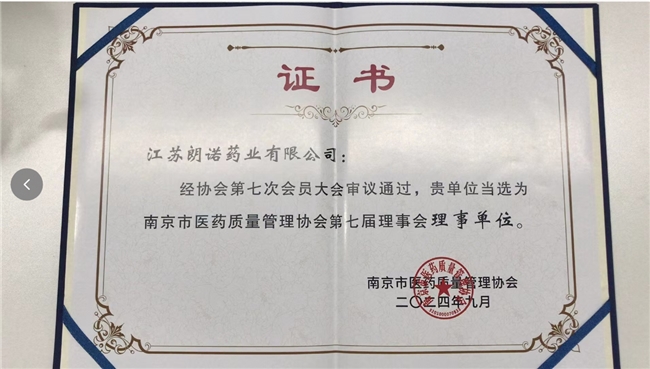 证书
江苏朗诺药业有限公司：
经协会第七次会员大会审议通过，贵单位当选为
南京市医药质量管理协会第七届理事会理事单位。
南京市医药质量管理协会
二〇二四年九月